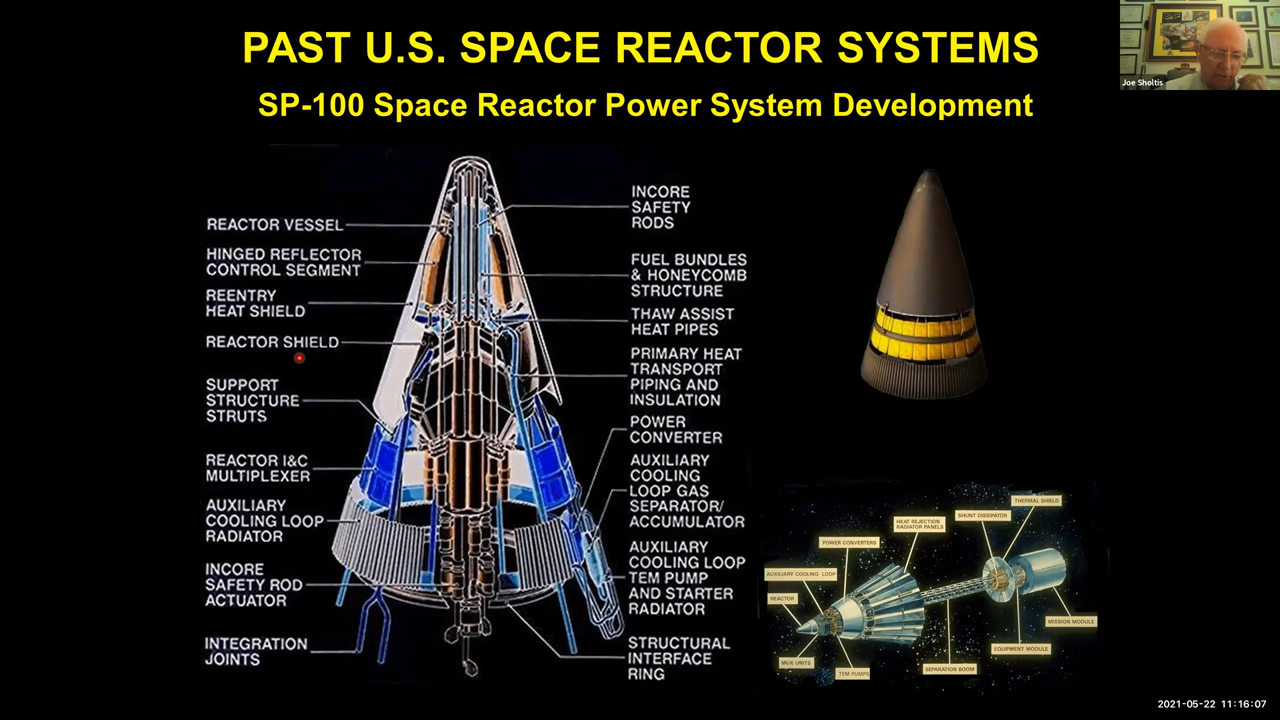 PAST U.S. SPACE REACTOR SYSTEMS
SP-100 Space Reactor Power System Development
Joe Sholtis
REACTOR VESSEL
HINGED REFLECTOR
CONTROL SEGMENT
REENTRY
HEAT SHIELD
REACTOR SHIELD
SUPPORT
STRUCTURE
STRUTS
REACTOR I&C
MULTIPLEXER
AUXILIARY
COOLING LOOP
RADIATOR
INCORE
SAFETY ROD
ACTUATOR
INTEGRATION
JOINTS
INCORE
SAFETY
RODS
FUEL BUNDLES
& HONEYCOMB
STRUCTURE
THAW ASSIST
HEAT PIPES
PRIMARY HEAT
TRANSPORT
PIPING AND
INSULATION
POWER
CONVERTER
AUXILIARY
COOLING
LOOP GAS
SEPARATOR/
ACCUMULATOR
AUXILIARY
COOLING LOOP
TEM PUMP
AND STARTER
RADIATOR
STRUCTURAL
INTERFACE
RING
THERMAL SHIELD
SHUNT DISSIPATOR
HEAT REJECTION
RADIATOR PANELS
POWER CONVERTERS
AUXILIARY COOLING LOOP
REACTOR
MUX UNITS
TEM PUMPS
SEPARATION BOOM
EQUIPMENT MODULE
MISSION MODULE
2021-05-22 11:16:07